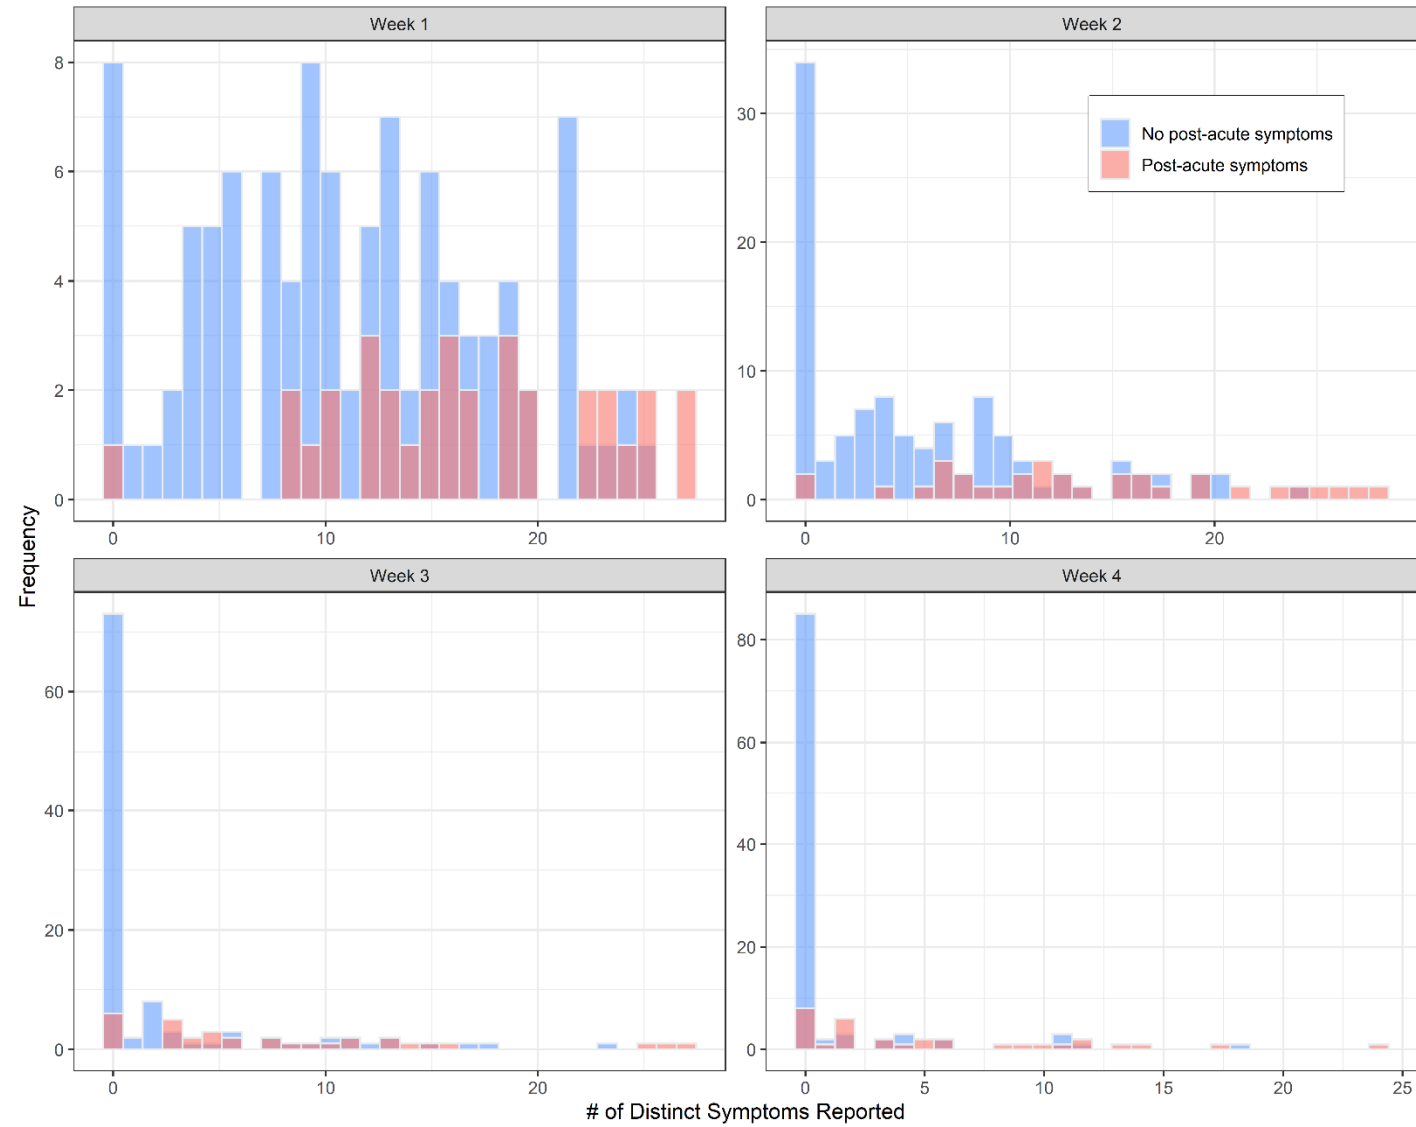 Week 1
Week 2
8
6
4
2
0
0 10 20
30
20
10
0
0 10 20
No post-acute symptoms
Post-acute symptoms
Frequency
Week 3
Week 4
60
40
20
0
0 10 20
80
60
40
20
0
0 5 10 15 20 25
# of Distinct Symptoms Reported